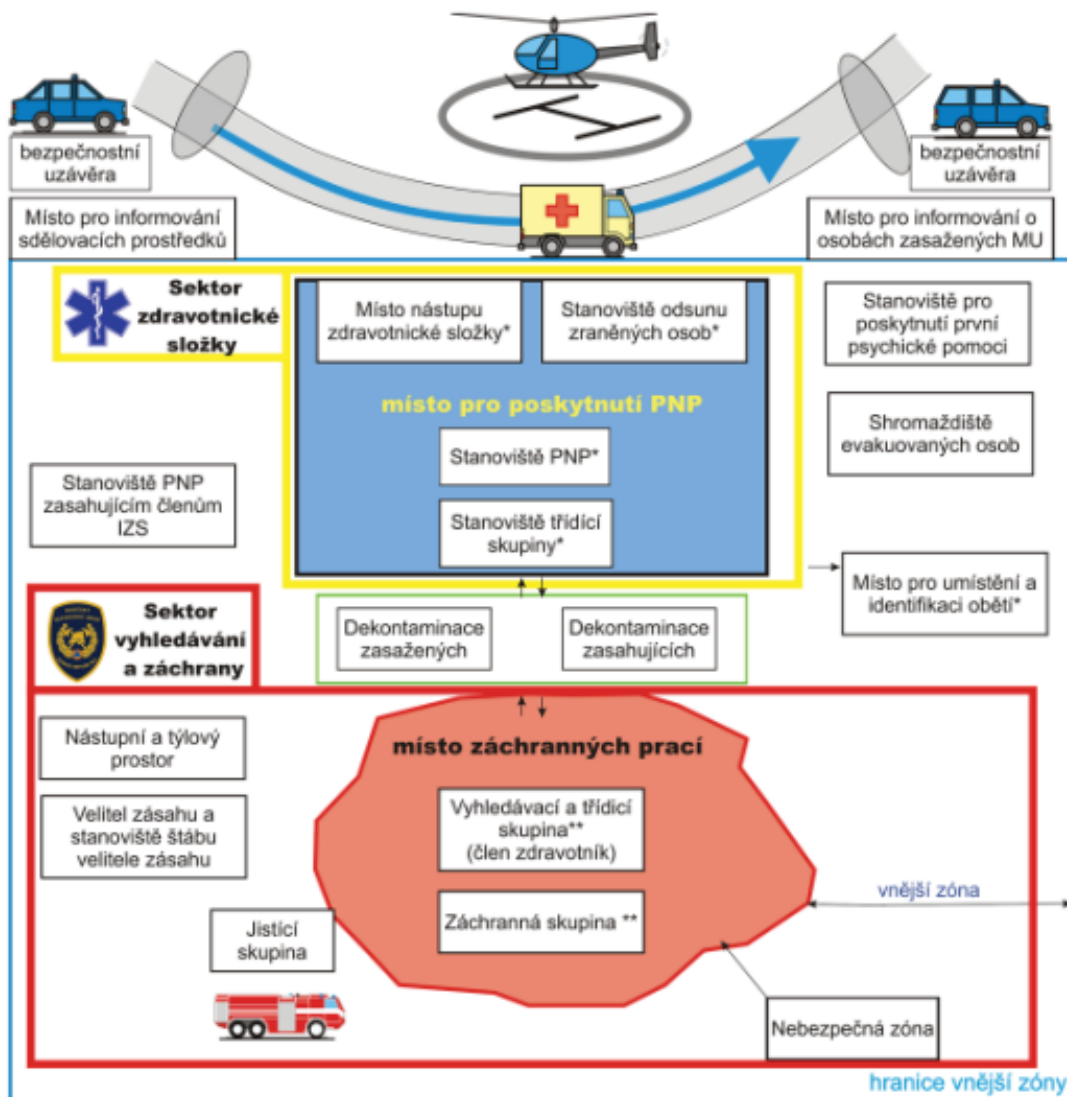 bezpečnostní
uzávěra
bezpečnostní
uzávěra
Místo pro informování
sdělovacích prostředků
Místo pro informování o
osobách zasažených MU
Sektor
zdravotnické
složky
Místo nástupu
zdravotnické složky*
Stanoviště odsunu
zraněných osob*
Stanoviště pro
poskytnutí první
psychické pomoci
místo pro poskytnutí PNP
Shromaždiště
evakuovaných osob
Stanoviště PNP*
Stanoviště PNP
zasahujícím členům
IZS
Stanoviště třídící
skupiny*
Místo pro umístění a
identifikaci obětí*
Sektor
vyhledávání
a záchrany
Dekontaminace
zasažených
Dekontaminace
zasahujících
Nástupní a týlový
prostor
místo záchranných prací
Velitel zásahu a
stanoviště štábu
velitele zásahu
Vyhledávací a třídicí
skupina**
(člen zdravotník)
vnější zóna
Záchranná skupina **
Jistící
skupina
Nebezpečná zóna
hranice vnější zóny